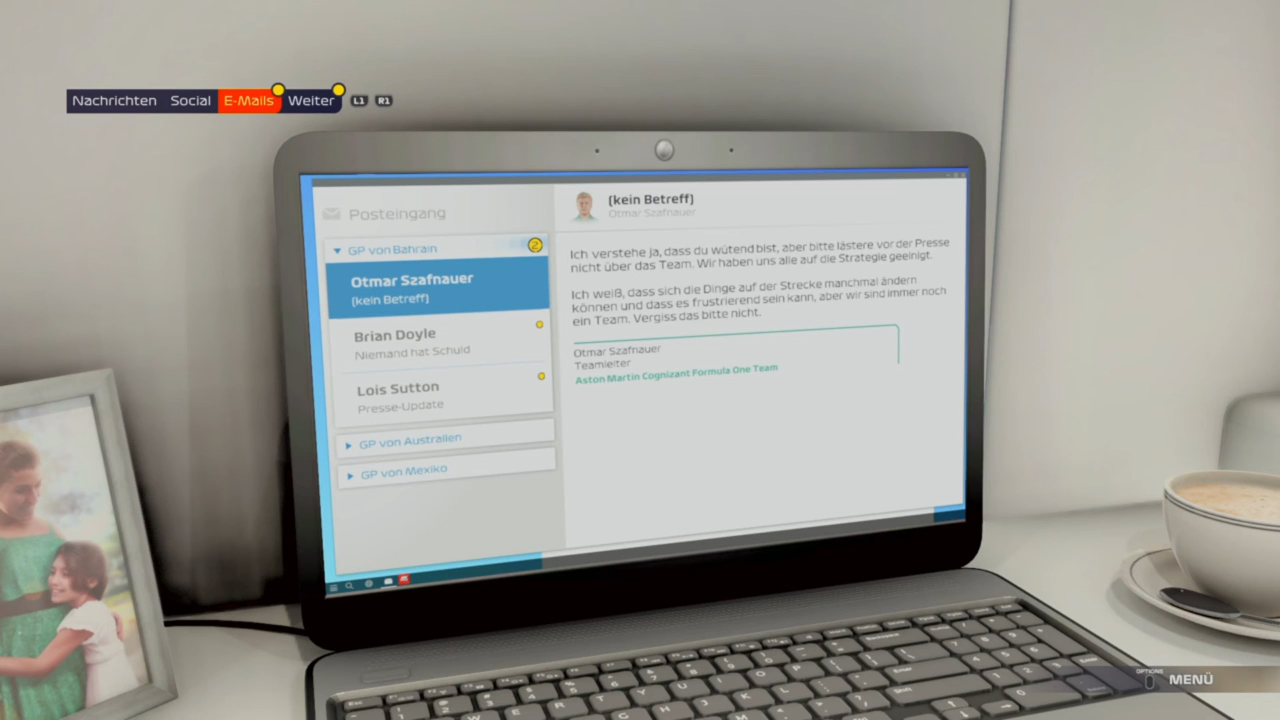 Nachrichten Social E-Mails Weiter L1 R1
Posteingang
GP von Bahrain 2
Otmar Szafnauer
(kein Betreff)
Brian Doyle
Niemand hat Schuld
Lois Sutton
Presse-Update
GP von Australien
GP von Mexiko
(kein Betreff)
Otmar Szafnauer
Ich verstehe ja, dass du wütend bist, aber bitte lästere vor der Presse
nicht über das Team. Wir haben uns alle auf die Strategie geeinigt.
Ich weiß, dass sich die Dinge auf der Strecke manchmal ändern
können und dass es frustrierend sein kann, aber wir sind immer noch
ein Team. Vergiss das bitte nicht.
Otmar Szafnauer
Teamleiter
Aston Martin Cognizant Formula One Team
OPTIONS
MENÜ